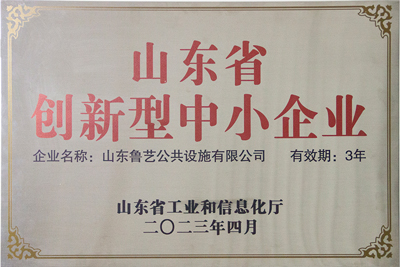 山东省
创新型中小企业
企业名称：山东鲁艺公共设施有限公司 有效期：3年
山东省工业和信息化厅
二〇二三年四月